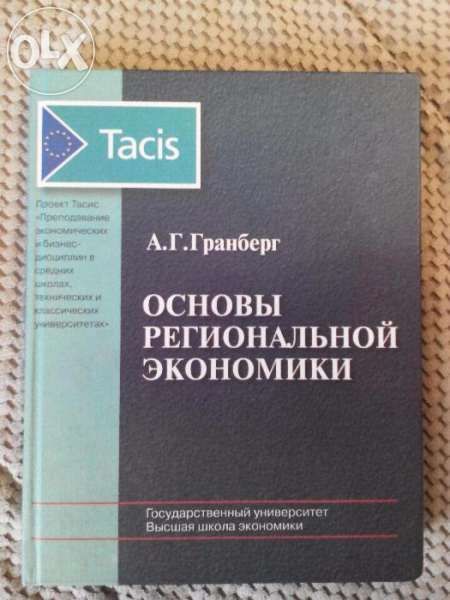 OLX
Tacis
Проект Тасис
«Преподавание
экономических
и бизнес-
дисциплин в
средних
школах,
технических и
классических
университетах»
А.Г.Гранберг
ОСНОВЫ
РЕГИОНАЛЬНОЙ
ЭКОНОМИКИ
Государственный университет
Высшая школа экономики